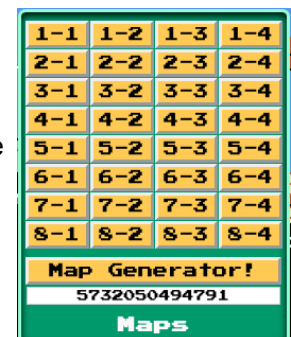 1-1 1-2 1-3 1-4
2-1 2-2 2-3 2-4
3-1 3-2 3-3 3-4
4-1 4-2 4-3 4-4
e 5-1 5-2 5-3 5-4
6-1 6-2 6-3 6-4
7-1 7-2 7-3 7-4
8-1 8-2 8-3 8-4
Map Generator!
5732050494791
Maps